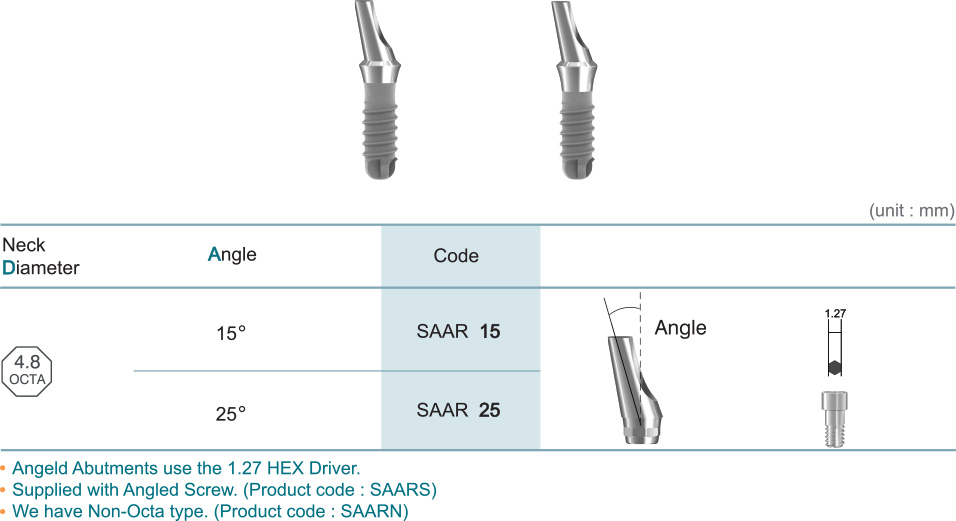 (unit : mm)
Neck
Diameter
Angle
Code
4.8
OCTA
15°
SAAR 15
25°
SAAR 25
Angle
1.27
• Angeld Abutments use the 1.27 HEX Driver.
• Supplied with Angled Screw. (Product code : SAARS)
• We have Non-Octa type. (Product code : SAARN)